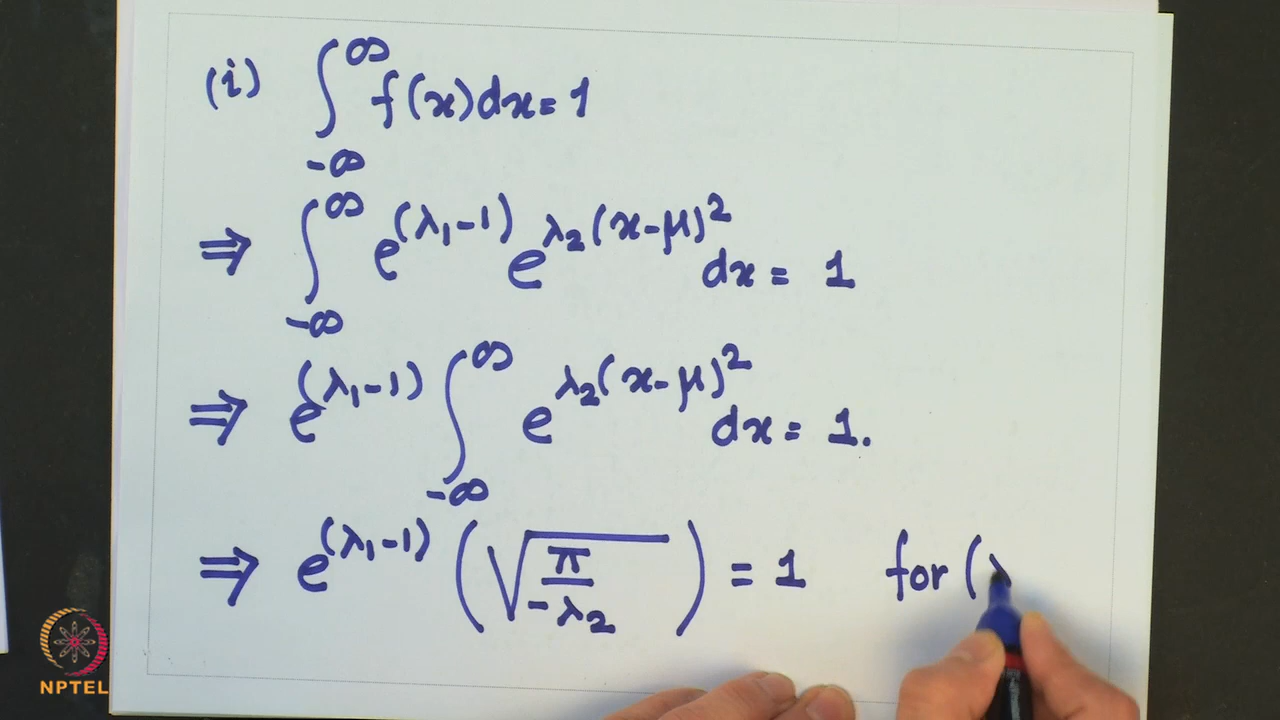 (i) ∫_{-∞}^{∞} f(x)dx = 1
⇒ ∫_{-∞}^{∞} e^{(λ₁-1)} e^{λ₂(x-μ)²} dx = 1
⇒ e^{(λ₁-1)} ∫_{-∞}^{∞} e^{λ₂(x-μ)²} dx = 1.
⇒ e^{(λ₁-1)} (√(π/-λ₂)) = 1 for (
NPTEL